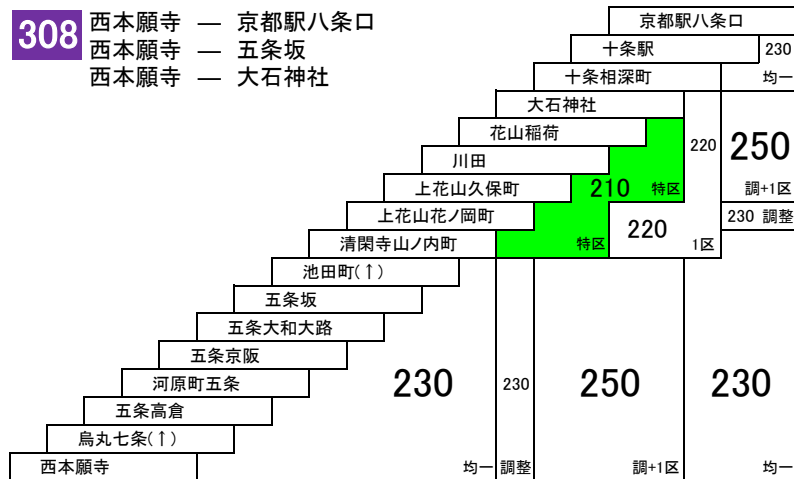 308
西本願寺 ― 京都駅八条口
西本願寺 ― 五条坂
西本願寺 ― 大石神社
京都駅八条口
十条駅 230
十条相深町 均一
大石神社
花山稲荷 220 250
川田
上花山久保町 210 特区 調+1区
上花山花ノ岡町 220 230 調整
清閑寺山ノ内町 特区 1区
池田町(↑)
五条坂
五条大和大路
五条京阪
河原町五条 230 230 250 230
五条高倉
烏丸七条(↑)
西本願寺 均一 調整 調+1区 均一